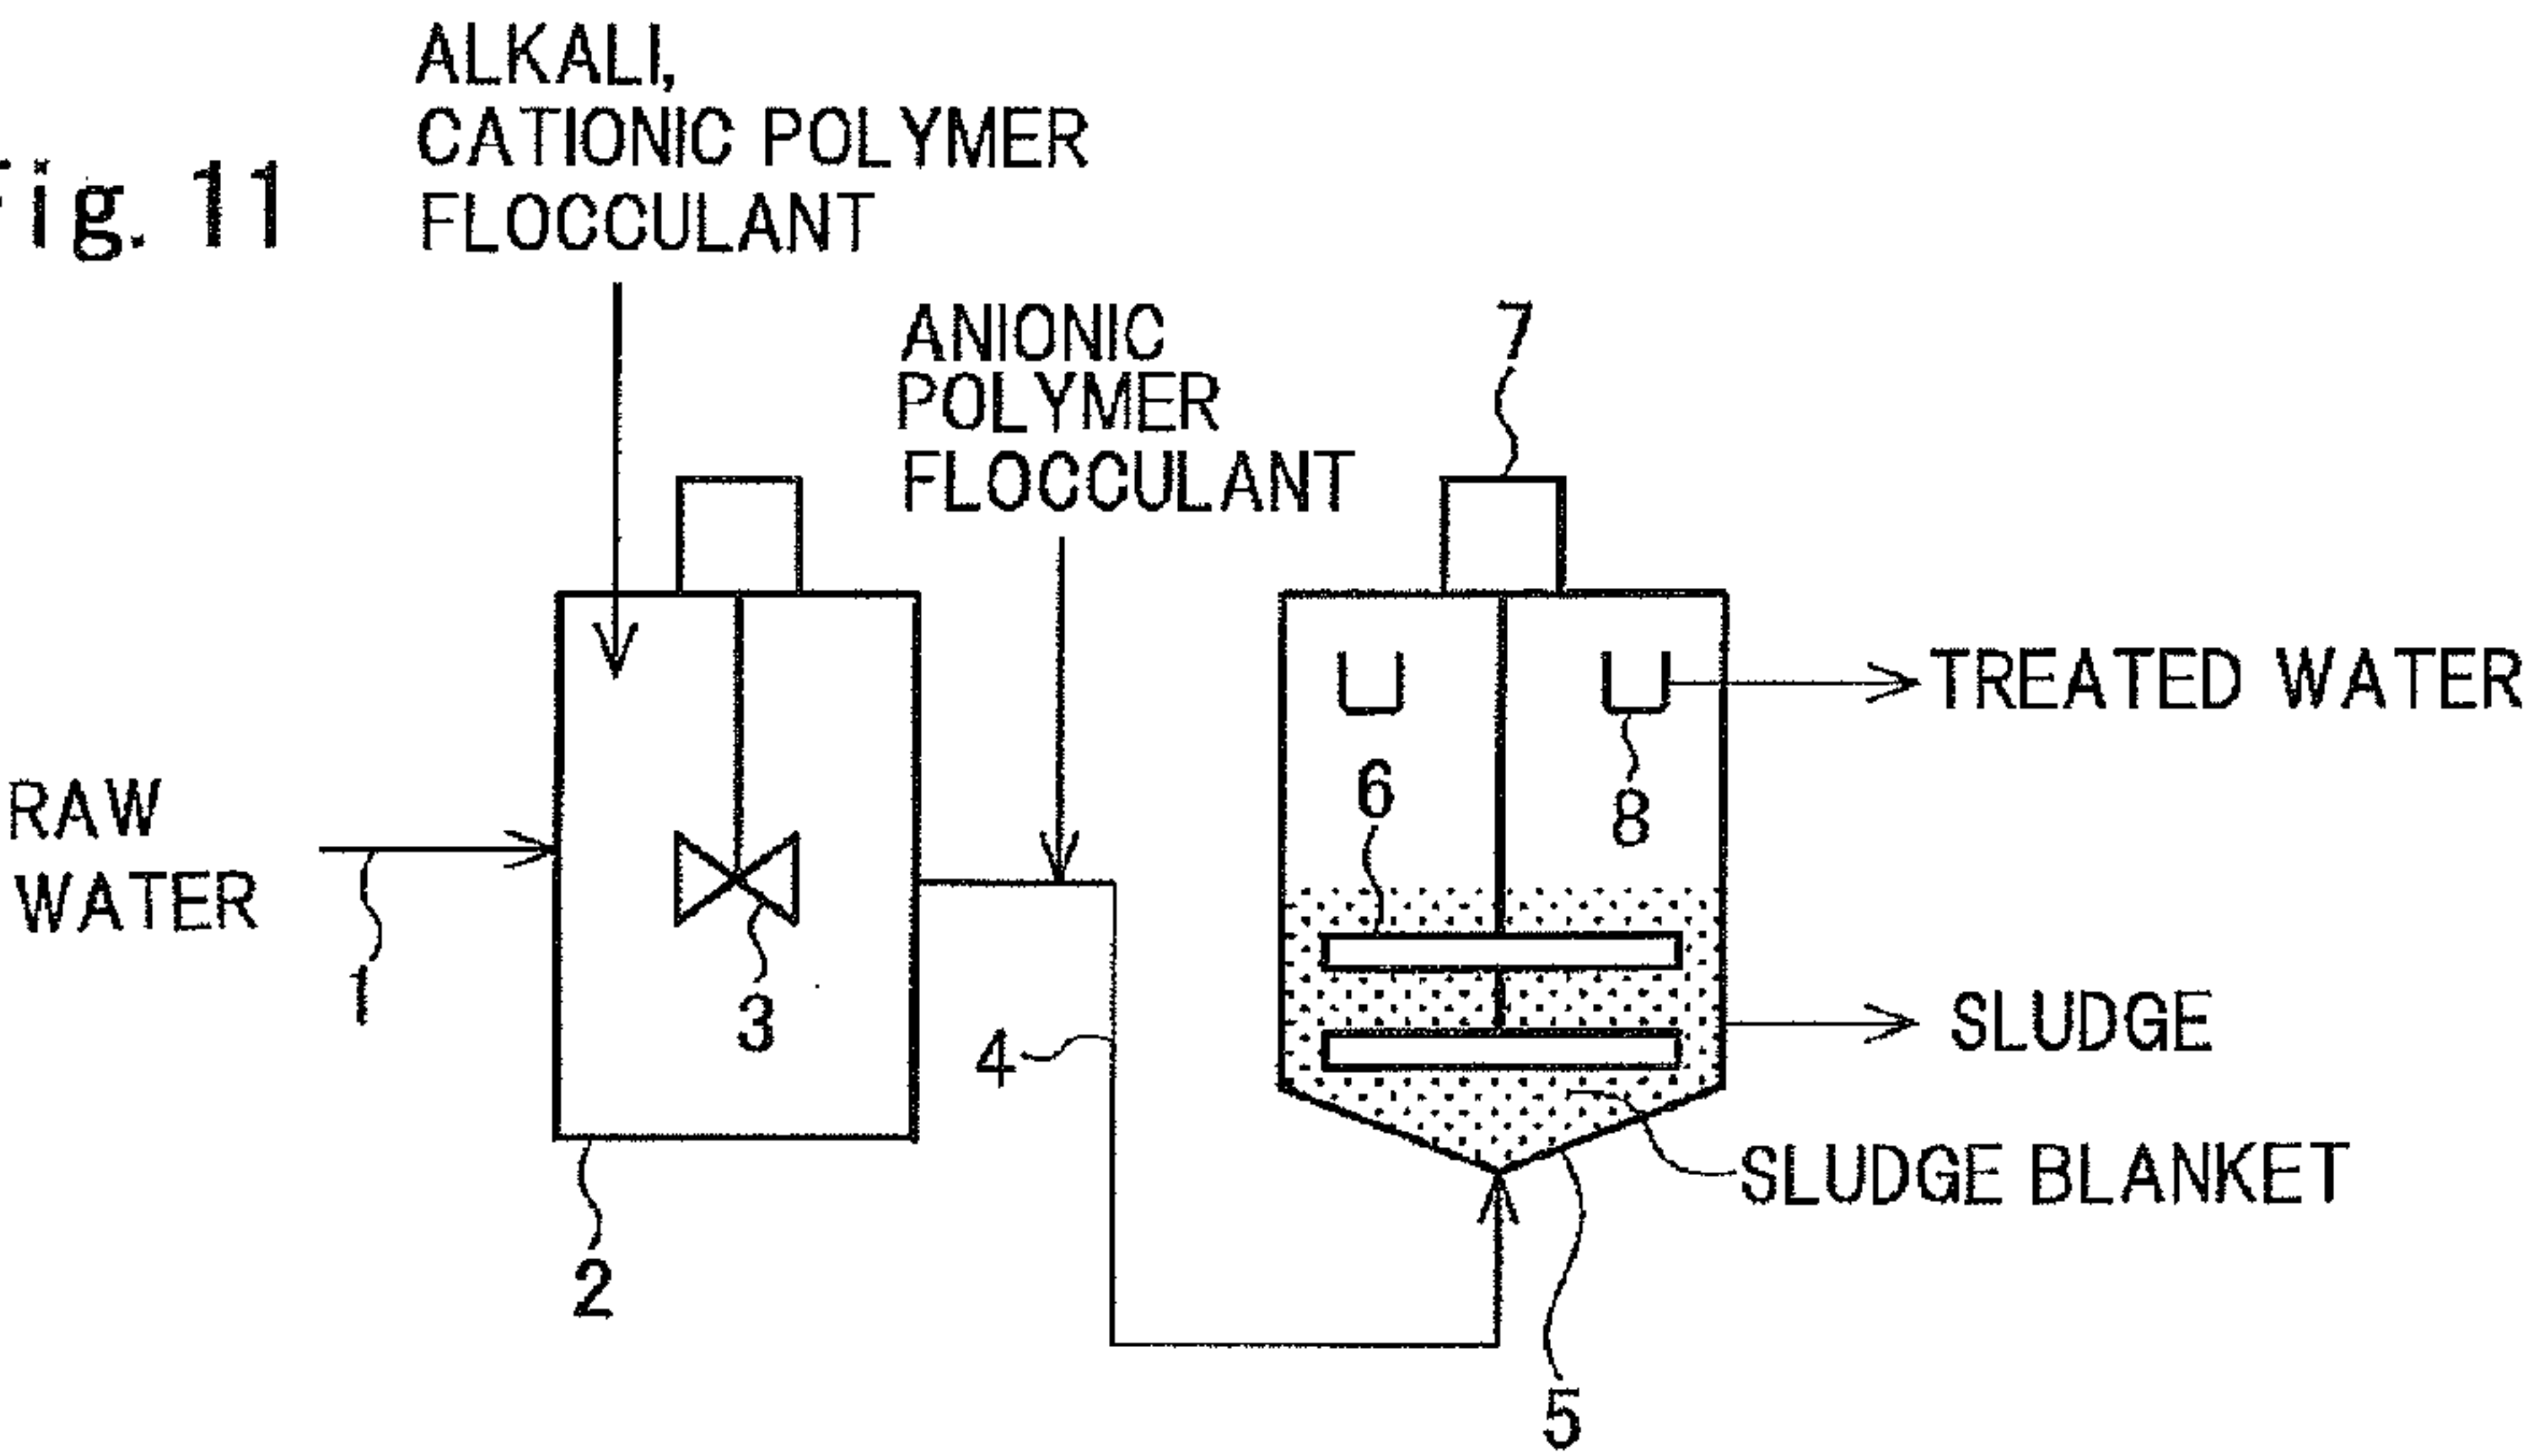 Fig. 11
ALKALI,
CATIONIC POLYMER
FLOCCULANT
ANIONIC
POLYMER
FLOCCULANT
7
TREATED WATER
RAW
WATER
6
8
1
3
4
SLUDGE
SLUDGE BLANKET
2
5